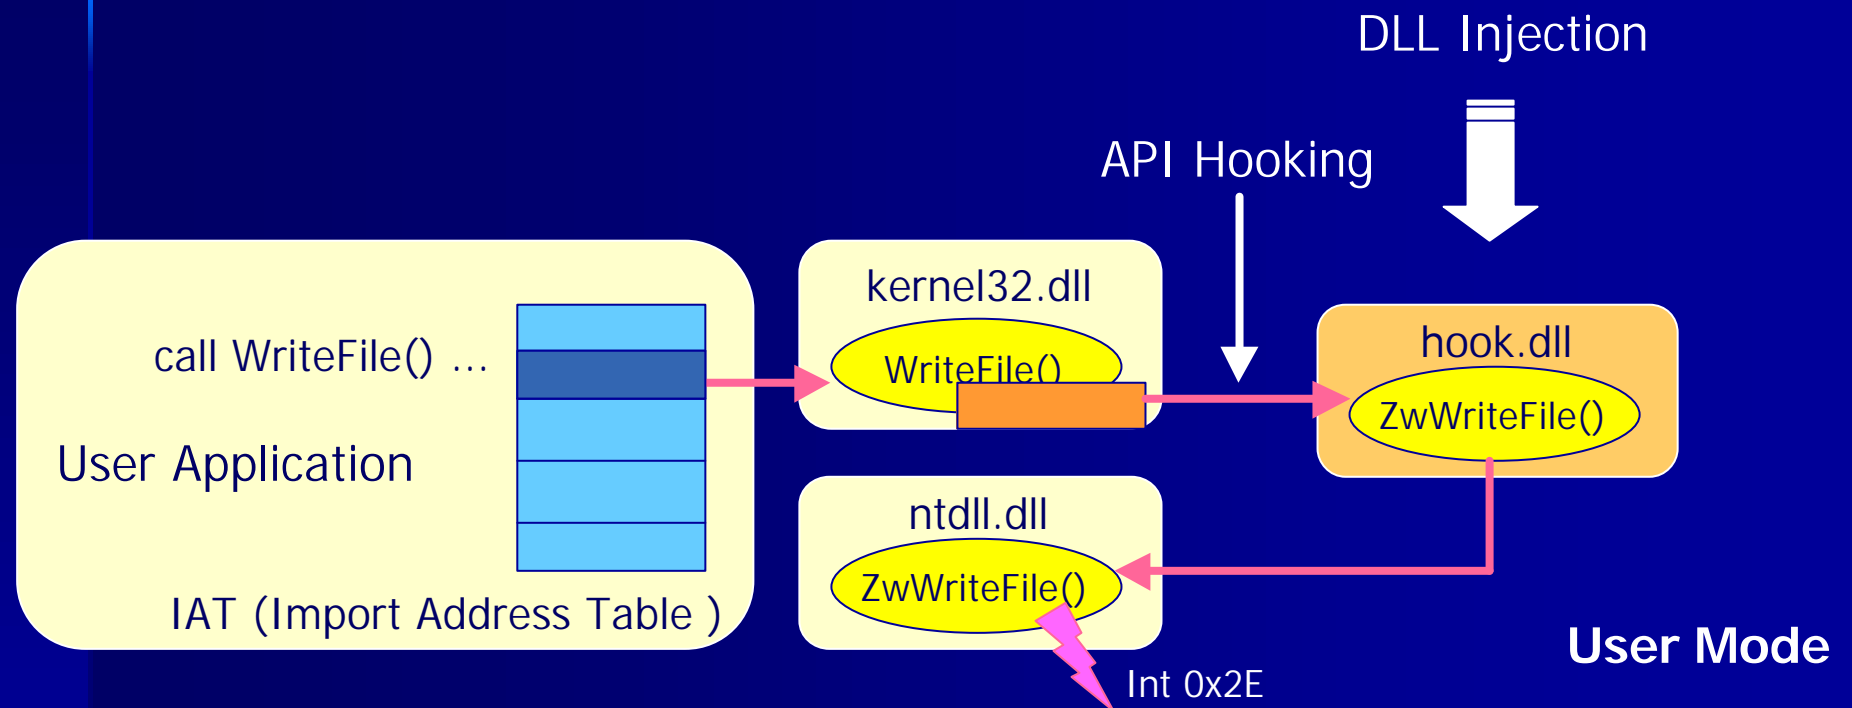 DLL Injection
API Hooking
kernel32.dll
WriteFile()
call WriteFile() ...
hook.dll
ZwWriteFile()
User Application
ntdll.dll
ZwWriteFile()
IAT (Import Address Table )
User Mode
Int 0x2E